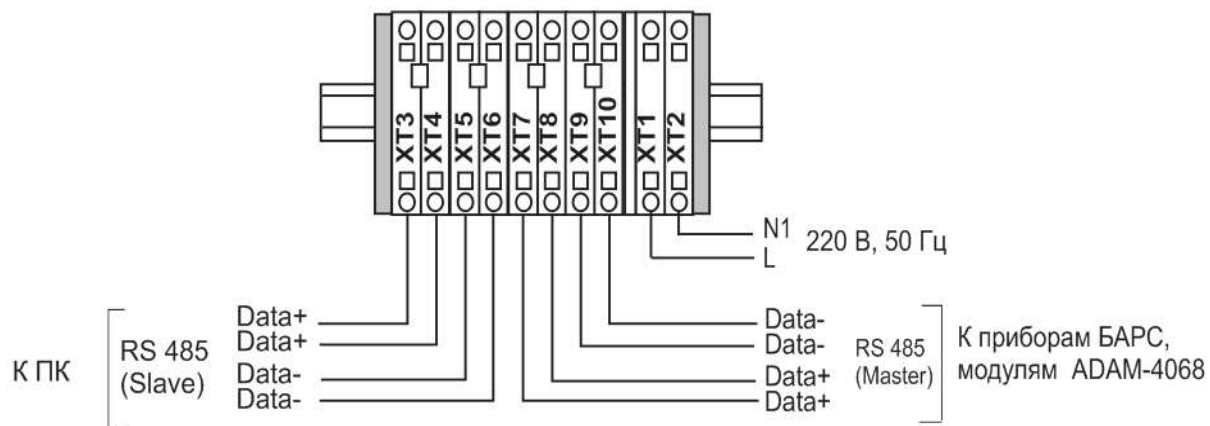 XT3
XT4
XT5
XT6
XT7
XT8
XT9
XT10
XT1
XT2
N1
L
220 В, 50 Гц
К ПК
RS 485
(Slave)
Data+
Data+
Data-
Data-
Data-
Data-
Data+
Data+
RS 485
(Master)
К приборам БАРС,
модулям ADAM-4068